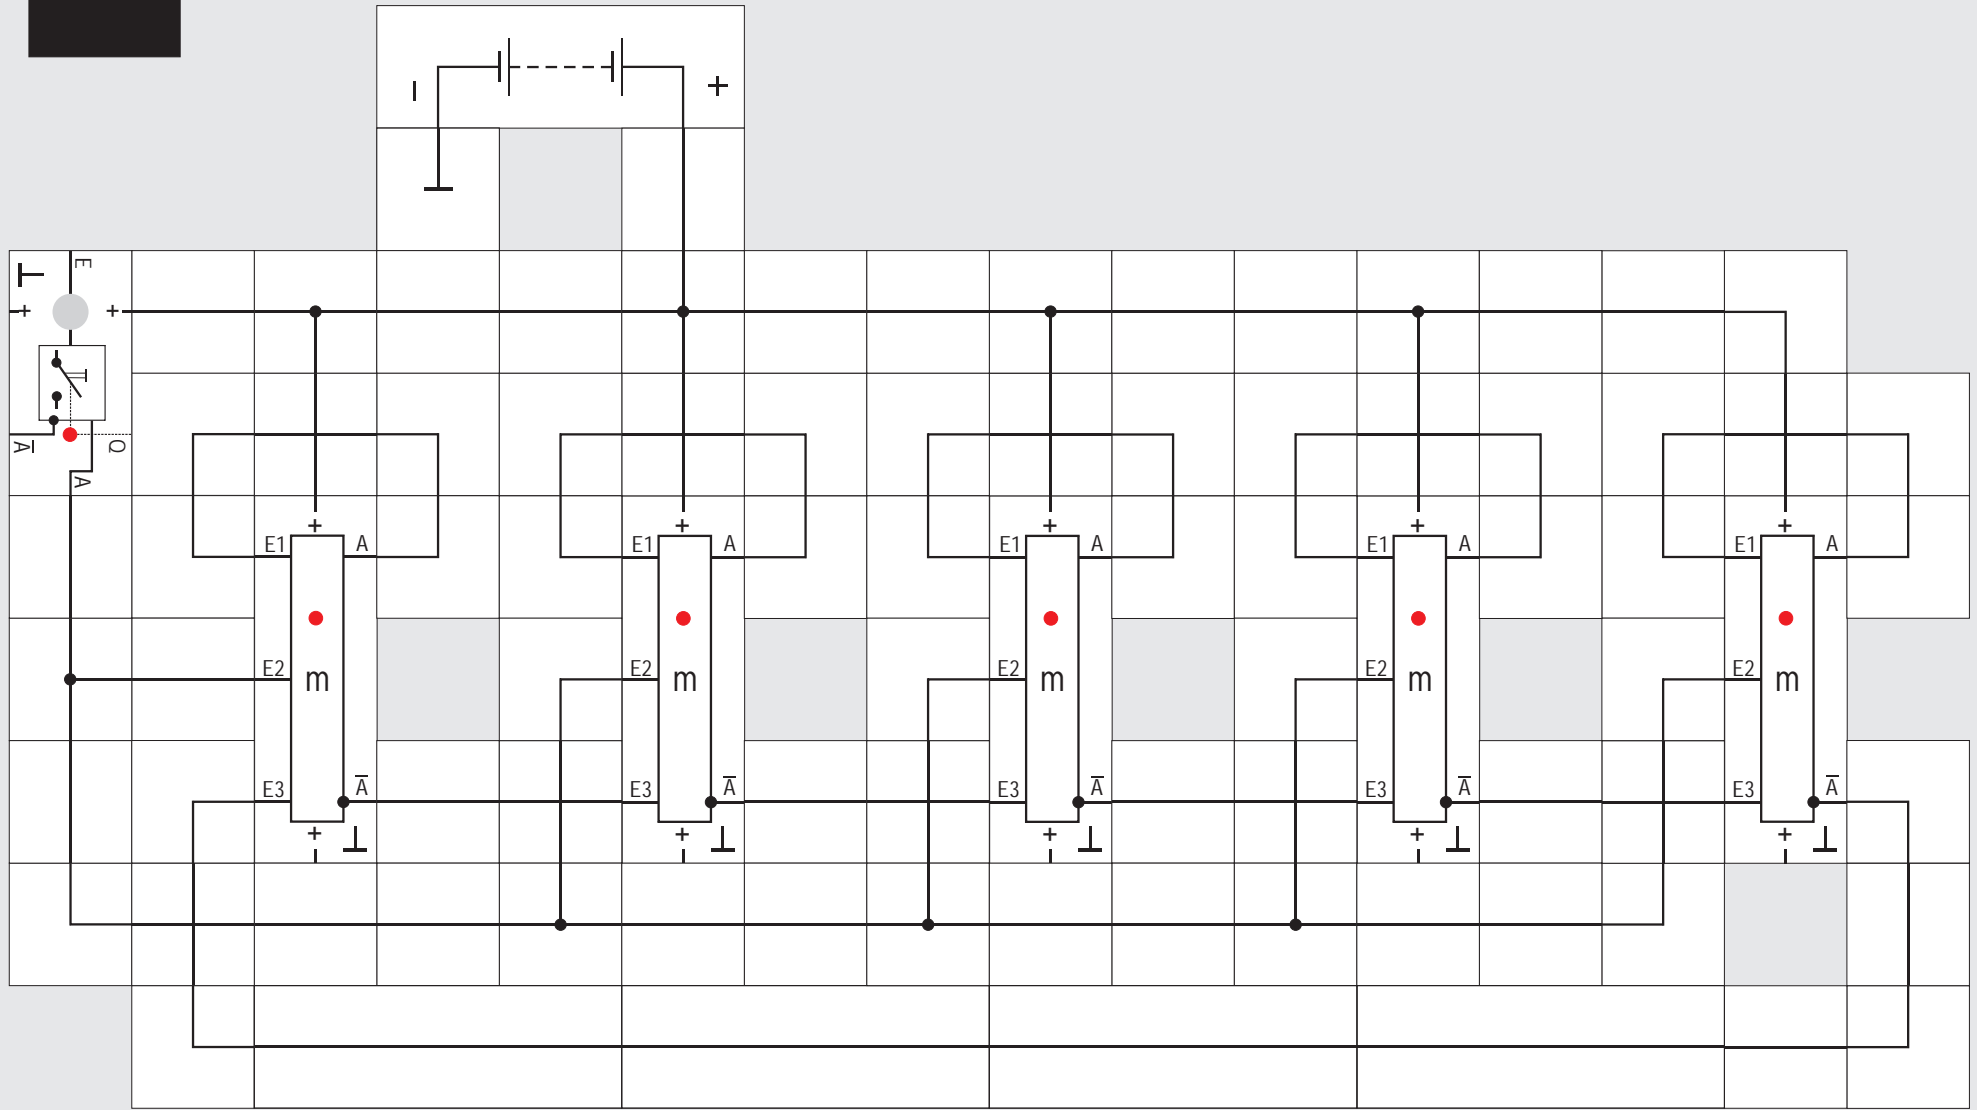 − +
E
+ +
A̅ Q
A
+ + + + +
E1 A E1 A E1 A E1 A E1 A
E2 E2 E2 E2 E2
m m m m m
E3 A̅ E3 A̅ E3 A̅ E3 A̅ E3 A̅
+ + + + +